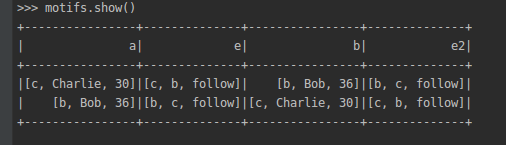 >>> motifs.show()
+----------------+--------------+----------------+--------------+
|               a|             e|               b|            e2|
+----------------+--------------+----------------+--------------+
|[c, Charlie, 30]|[c, b, follow]|    [b, Bob, 36]|[b, c, follow]|
|    [b, Bob, 36]|[b, c, follow]|[c, Charlie, 30]|[c, b, follow]|
+----------------+--------------+----------------+--------------+